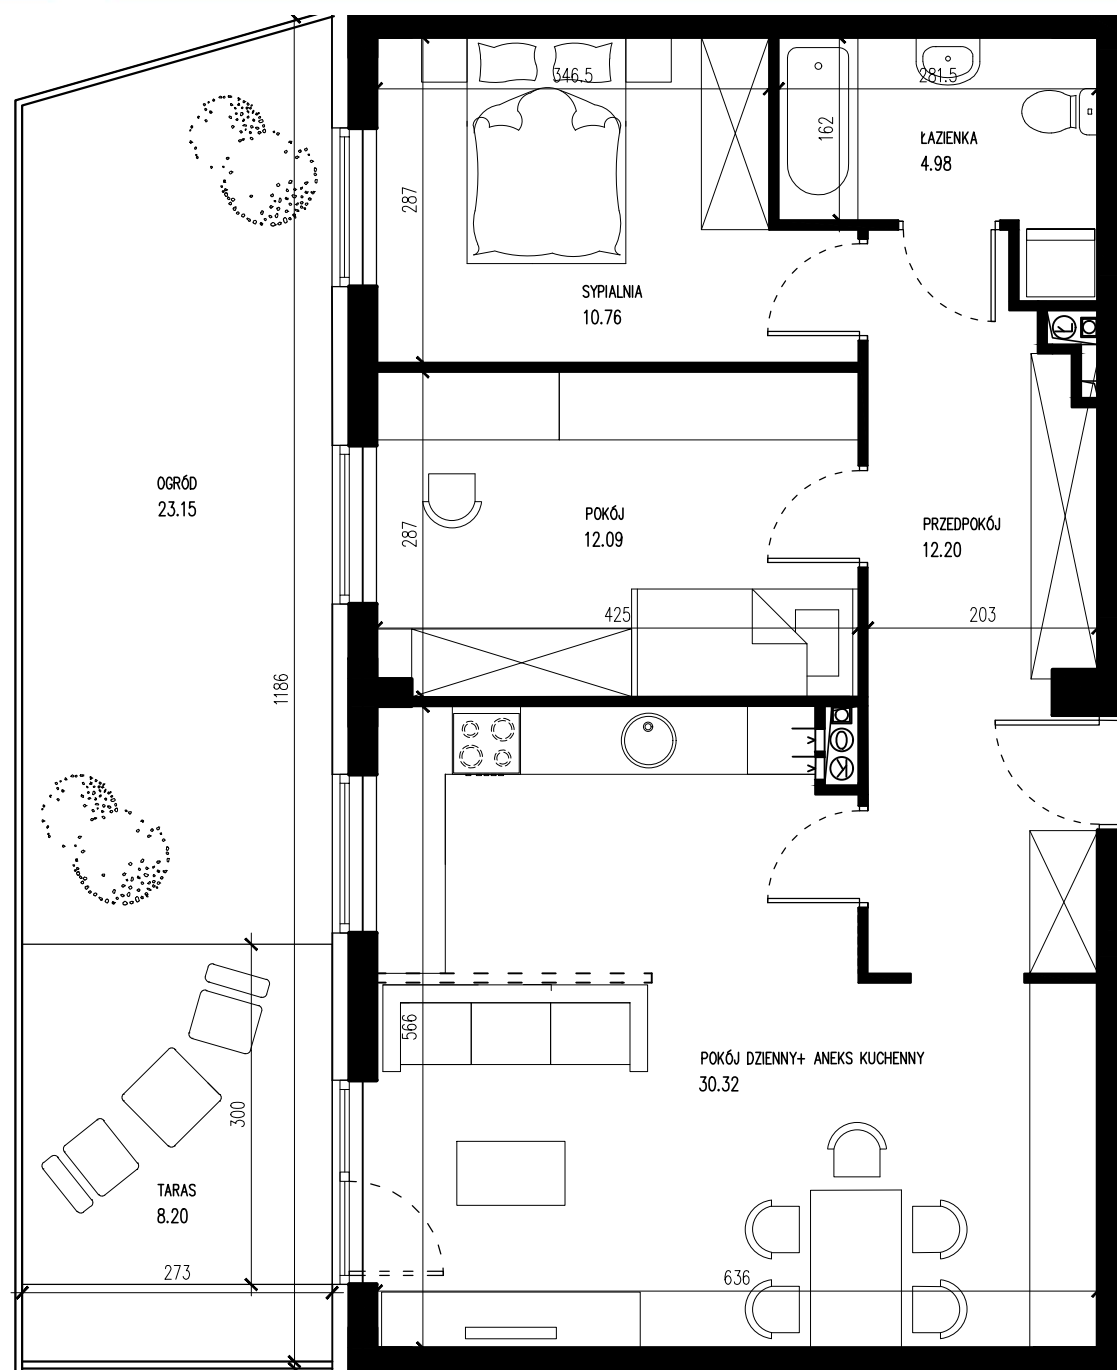 346.5
281.5
162
ŁAZIENKA
4.98
287
SYPIALNIA
10.76
Ł
OGRÓD
23.15
POKÓJ
12.09
287
PRZEDPOKÓJ
12.20
425
203
1186
O
K
566
POKÓJ DZIENNY+ ANEKS KUCHENNY
30.32
300
TARAS
8.20
273
636